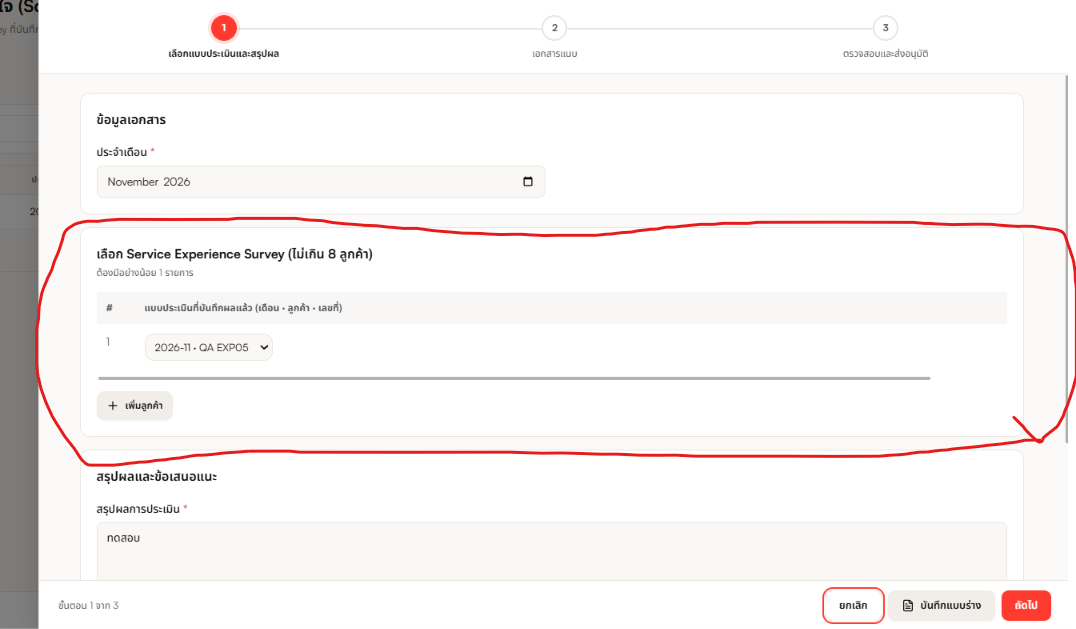 ใจ (Sc
ey ที่บันทึก
1
2
3
เลือกแบบประเมินและสรุปผล
เอกสารแนบ
ตรวจสอบและส่งอนุมัติ
ข้อมูลเอกสาร
ประจำเดือน *
November 2026
20
เลือก Service Experience Survey (ไม่เกิน 8 ลูกค้า)
ต้องมีอย่างน้อย 1 รายการ
# แบบประเมินที่บันทึกผลแล้ว (เดือน · ลูกค้า · เลขที่)
1 2026-11 · QA EXP05
+ เพิ่มลูกค้า
สรุปผลและข้อเสนอแนะ
สรุปผลการประเมิน *
ทดสอบ
ขั้นตอน 1 จาก 3
ยกเลิก
บันทึกแบบร่าง
ถัดไป